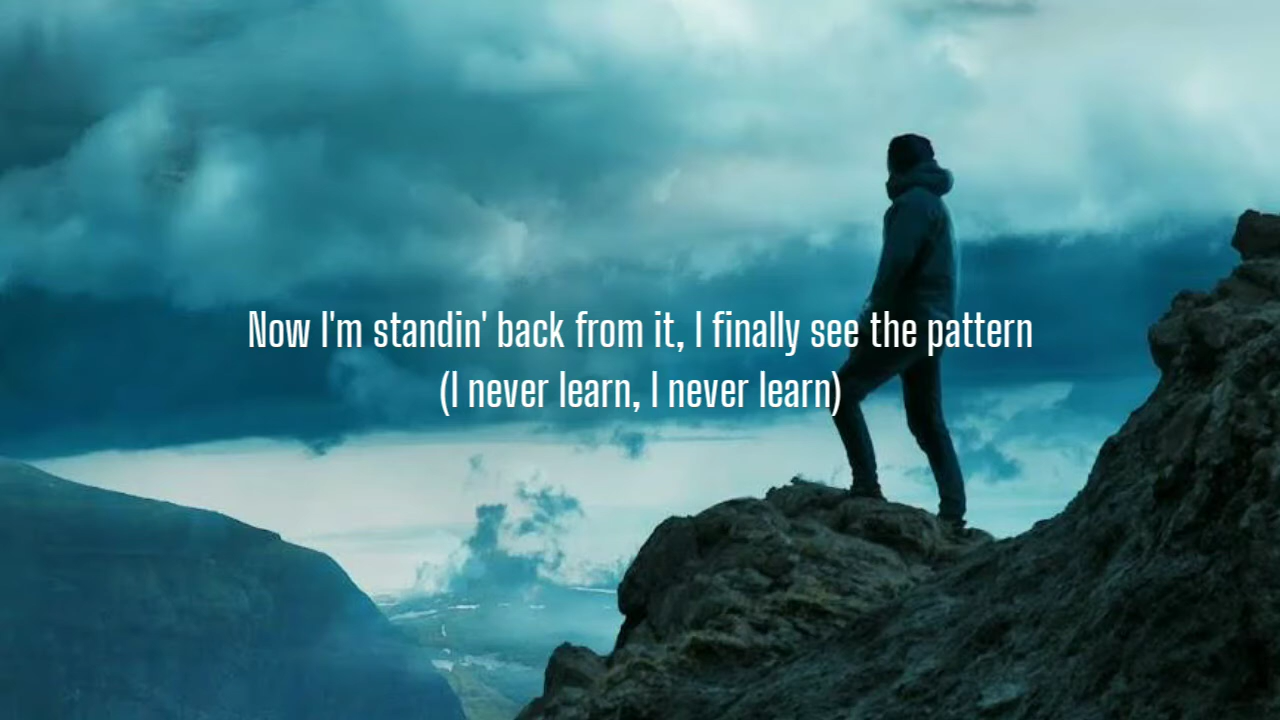 Now I'm standin' back from it, I finally see the pattern
(I never learn, I never learn)